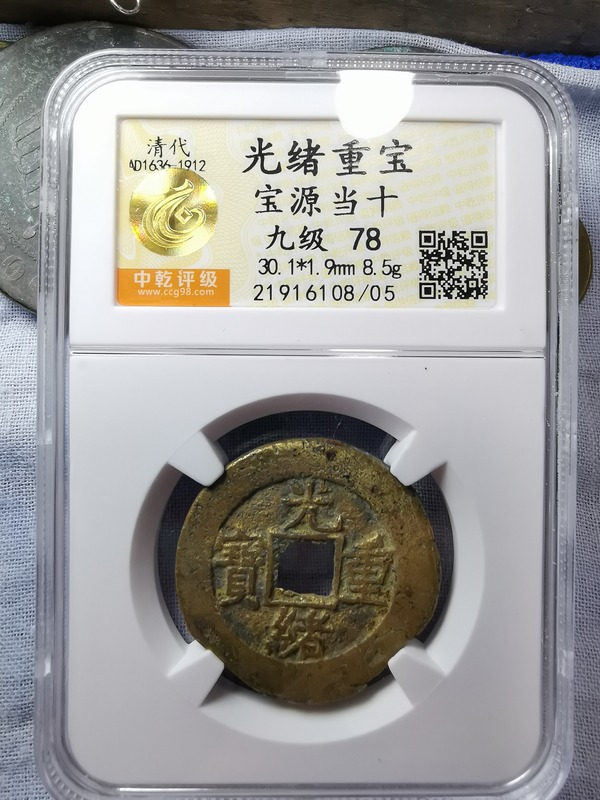 清代
AD1636-1912
光绪重宝
宝源当十
九级 78
30.1*1.9mm 8.5g
21916108/05
中乾评级
www.ccg98.com
光
寶 重
緒